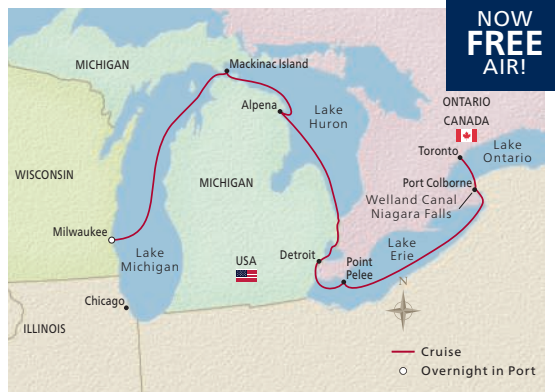 NOW
FREE
AIR!
MICHIGAN
Mackinac Island
Alpena
Lake
Huron
ONTARIO
CANADA
Toronto
Lake
Ontario
WISCONSIN
MICHIGAN
Port Colborne
Welland Canal
Niagara Falls
Milwaukee
Lake
Michigan
USA
Detroit
Point
Pelee
Lake
Erie
N
Chicago
ILLINOIS
Cruise
Overnight in Port